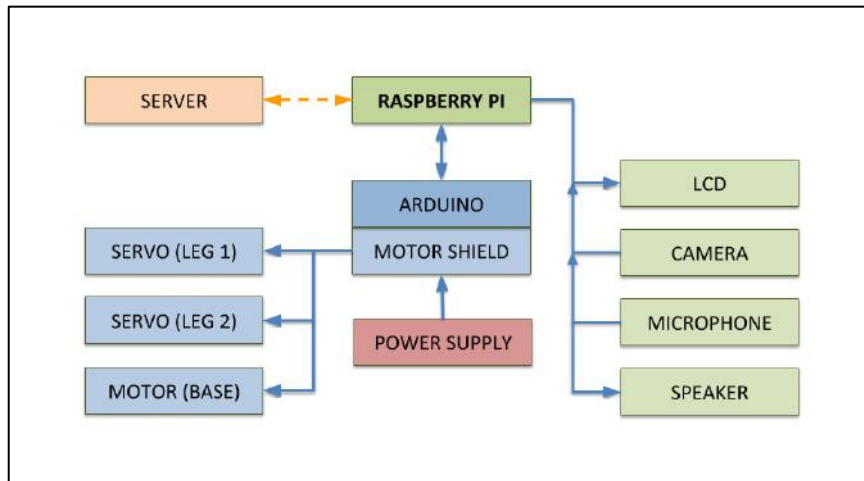 SERVER
RASPBERRY PI
LCD
ARDUINO
SERVO (LEG 1)
MOTOR SHIELD
CAMERA
SERVO (LEG 2)
POWER SUPPLY
MICROPHONE
MOTOR (BASE)
SPEAKER